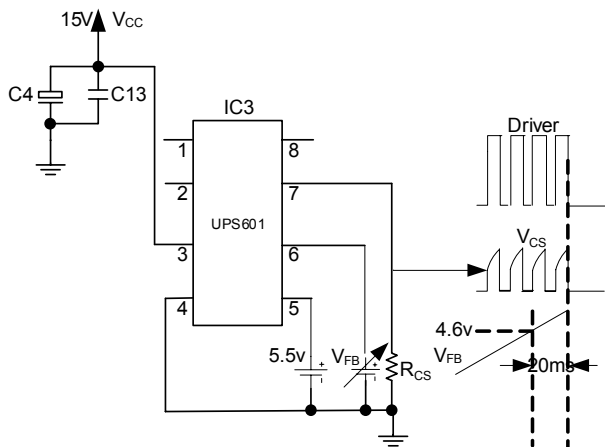 15V VCC
C4 C13
IC3
1 8
2 7
UPS601
3 6
4 5
5.5v VFB RCS
Driver
VCS
4.6v
VFB
20ms